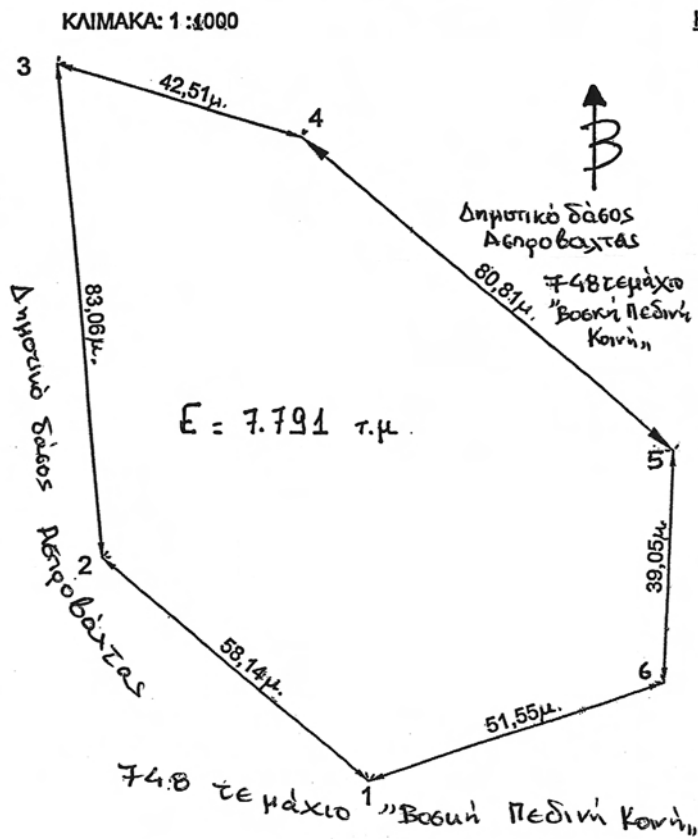 ΚΛΙΜΑΚΑ: 1 :1000
3
42,51μ.
4
Β
Δημοτικό δάσος
Ασπροβαλτας
748 τεμάχιο
"Βοσκή Πεδινή
Κοινή"
80,81μ.
83,06μ.
Δημοτικό δάσος Ασπροβάλτας
Ε = 7.791 τ.μ.
5
2
39,05μ.
58,14μ.
6
51,55μ.
1
748 τεμάχιο "Βοσκή Πεδινή Κοινή"